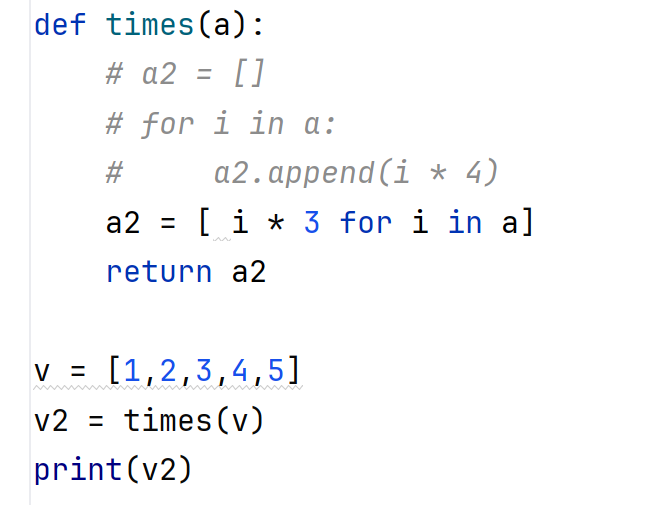 def times(a):
    # a2 = []
    # for i in a:
    #     a2.append(i * 4)
    a2 = [ i * 3 for i in a]
    return a2

v = [1,2,3,4,5]
v2 = times(v)
print(v2)